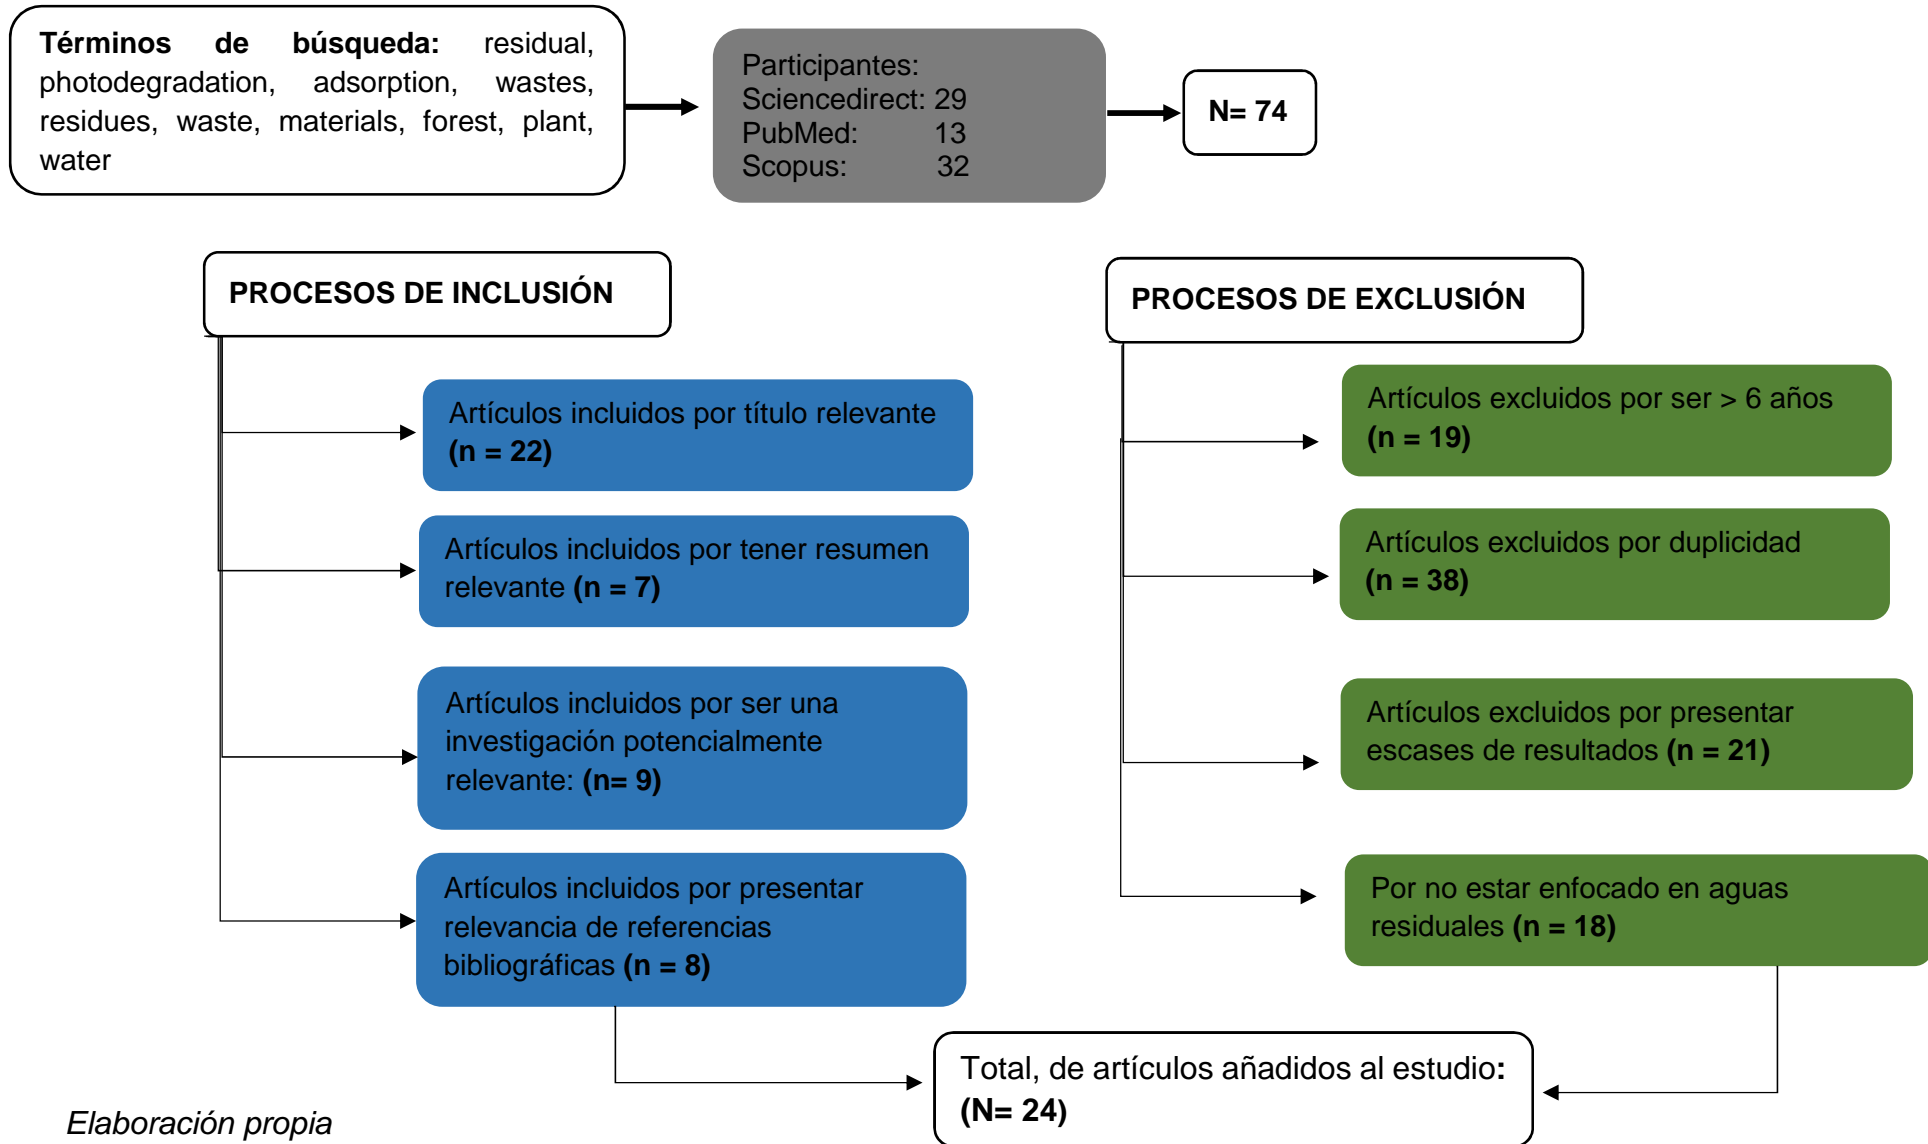 Términos de búsqueda: residual,
photodegradation, adsorption, wastes,
residues, waste, materials, forest, plant,
water
Participantes:
Sciencedirect: 29
PubMed: 13
Scopus: 32
N= 74
PROCESOS DE INCLUSIÓN
Artículos incluidos por título relevante
(n = 22)
Artículos incluidos por tener resumen
relevante (n = 7)
Artículos incluidos por ser una
investigación potencialmente
relevante: (n= 9)
Artículos incluidos por presentar
relevancia de referencias
bibliográficas (n = 8)
PROCESOS DE EXCLUSIÓN
Artículos excluidos por ser > 6 años
(n = 19)
Artículos excluidos por duplicidad
(n = 38)
Artículos excluidos por presentar
escases de resultados (n = 21)
Por no estar enfocado en aguas
residuales (n = 18)
Total, de artículos añadidos al estudio:
(N= 24)
Elaboración propia